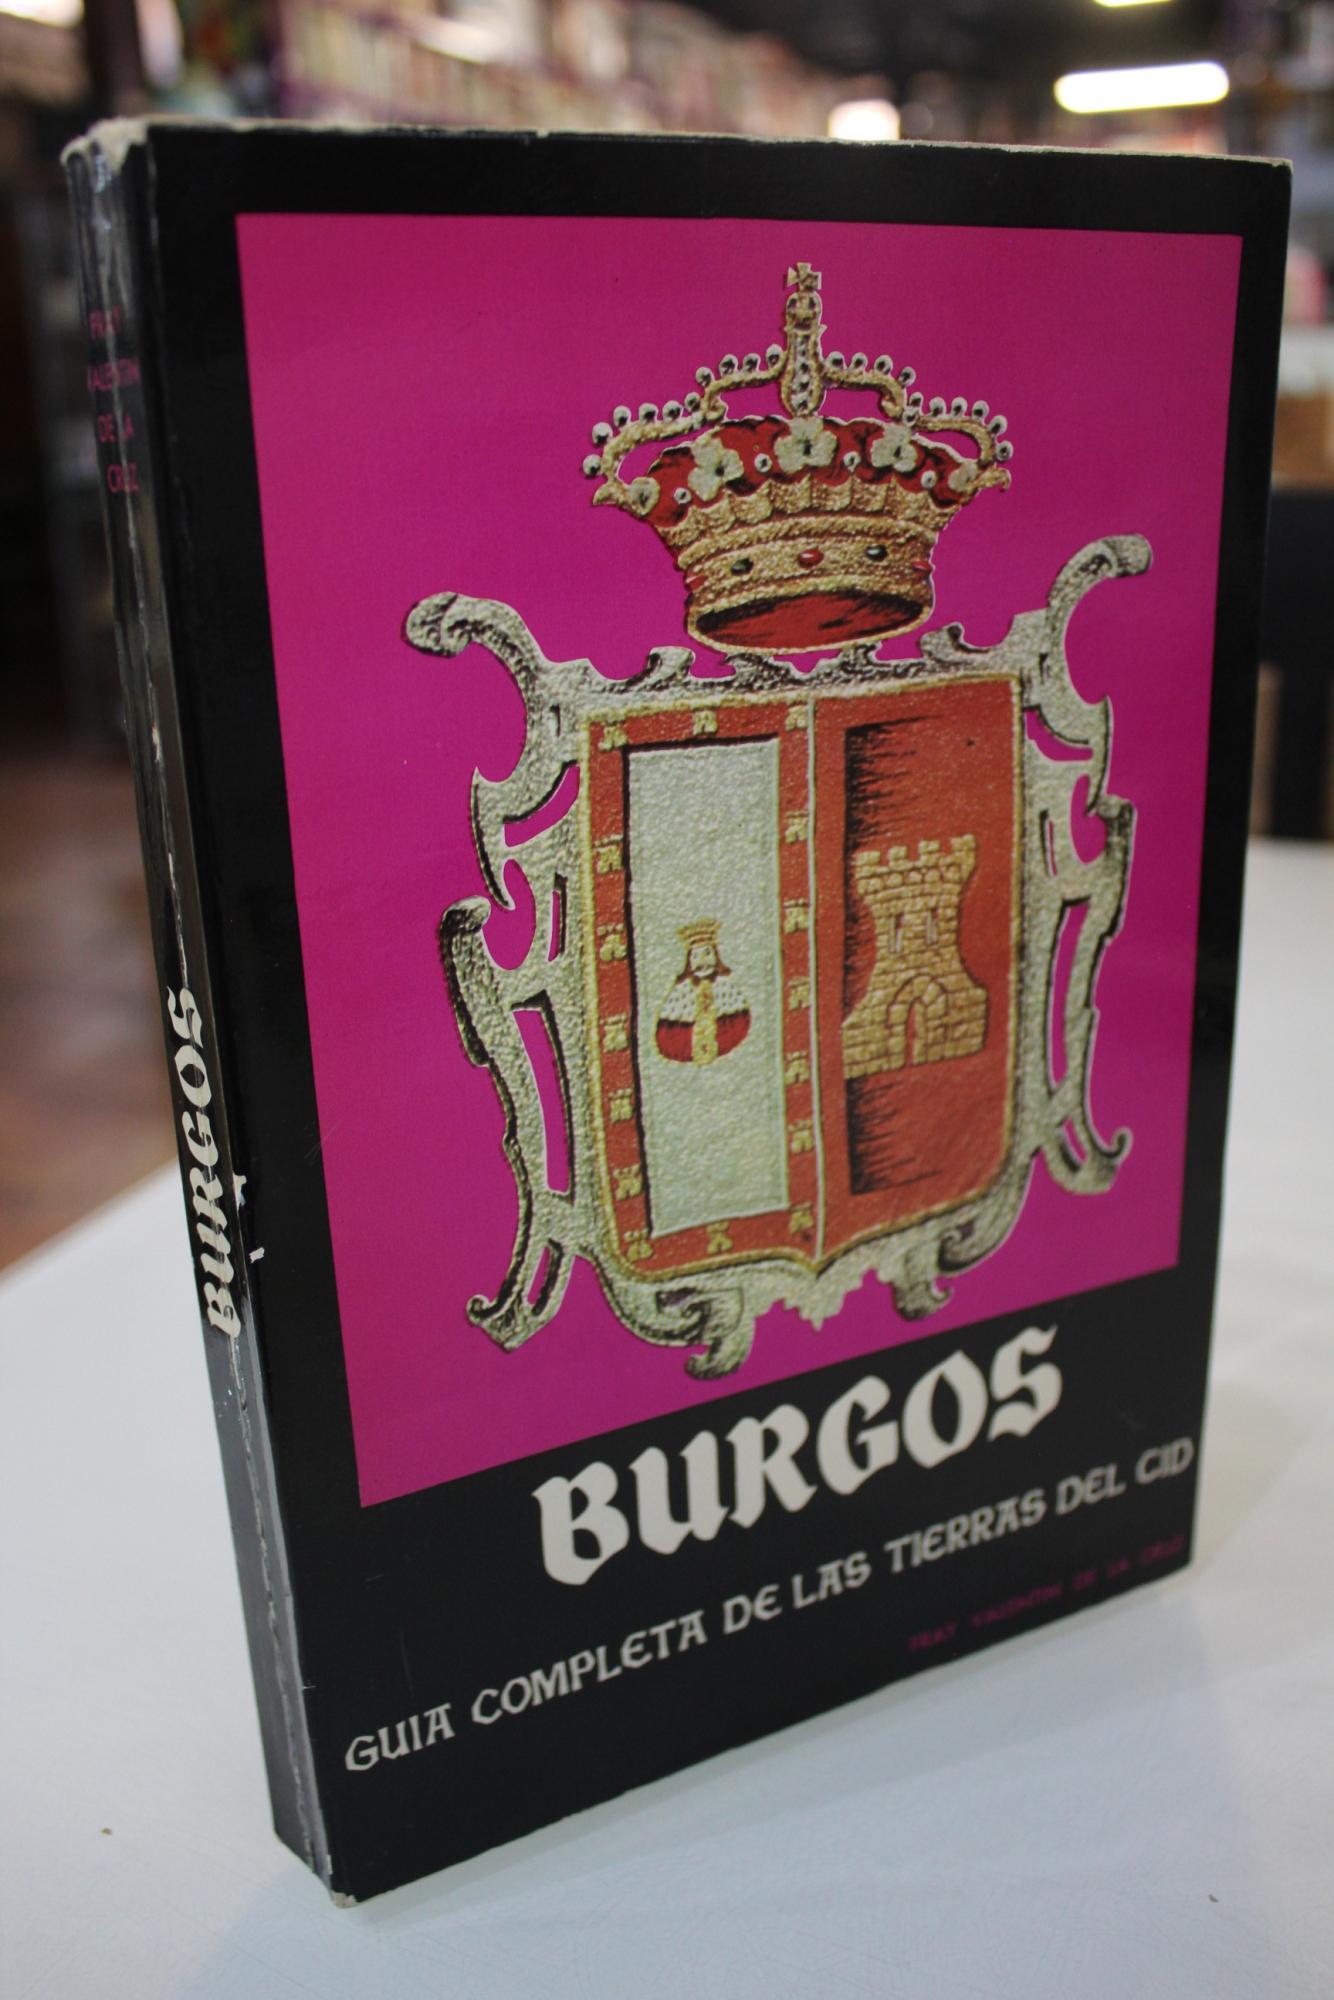 FRAY
VALENTIN
DE LA
CRUZ
BURGOS
BURGOS
GUIA COMPLETA DE LAS TIERRAS DEL CID
FRAY VALENTIN DE LA CRUZ